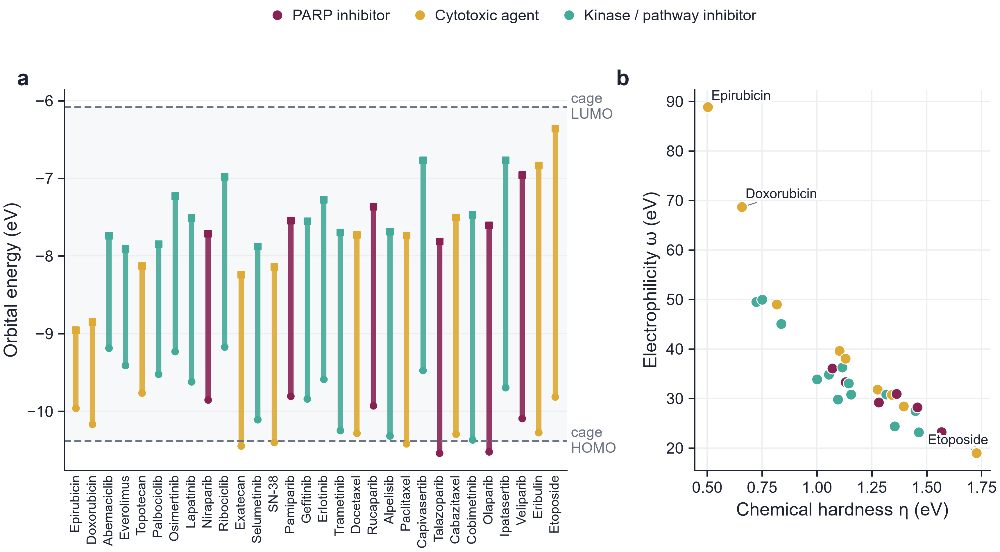 PARP inhibitor
Cytotoxic agent
Kinase / pathway inhibitor
a
Orbital energy (eV)
−6
−7
−8
−9
−10
cage
LUMO
cage
HOMO
Epirubicin
Doxorubicin
Abemaciclib
Everolimus
Topotecan
Palbociclib
Osimertinib
Lapatinib
Niraparib
Ribociclib
Exatecan
Selumetinib
SN-38
Pamiparib
Gefitinib
Erlotinib
Trametinib
Docetaxel
Rucaparib
Alpelisib
Paclitaxel
Capivasertib
Talazoparib
Cabazitaxel
Cobimetinib
Olaparib
Ipatasertib
Veliparib
Eribulin
Etoposide
b
Electrophilicity ω (eV)
90
80
70
60
50
40
30
20
Epirubicin
Doxorubicin
Etoposide
0.50
0.75
1.00
1.25
1.50
1.75
Chemical hardness η (eV)